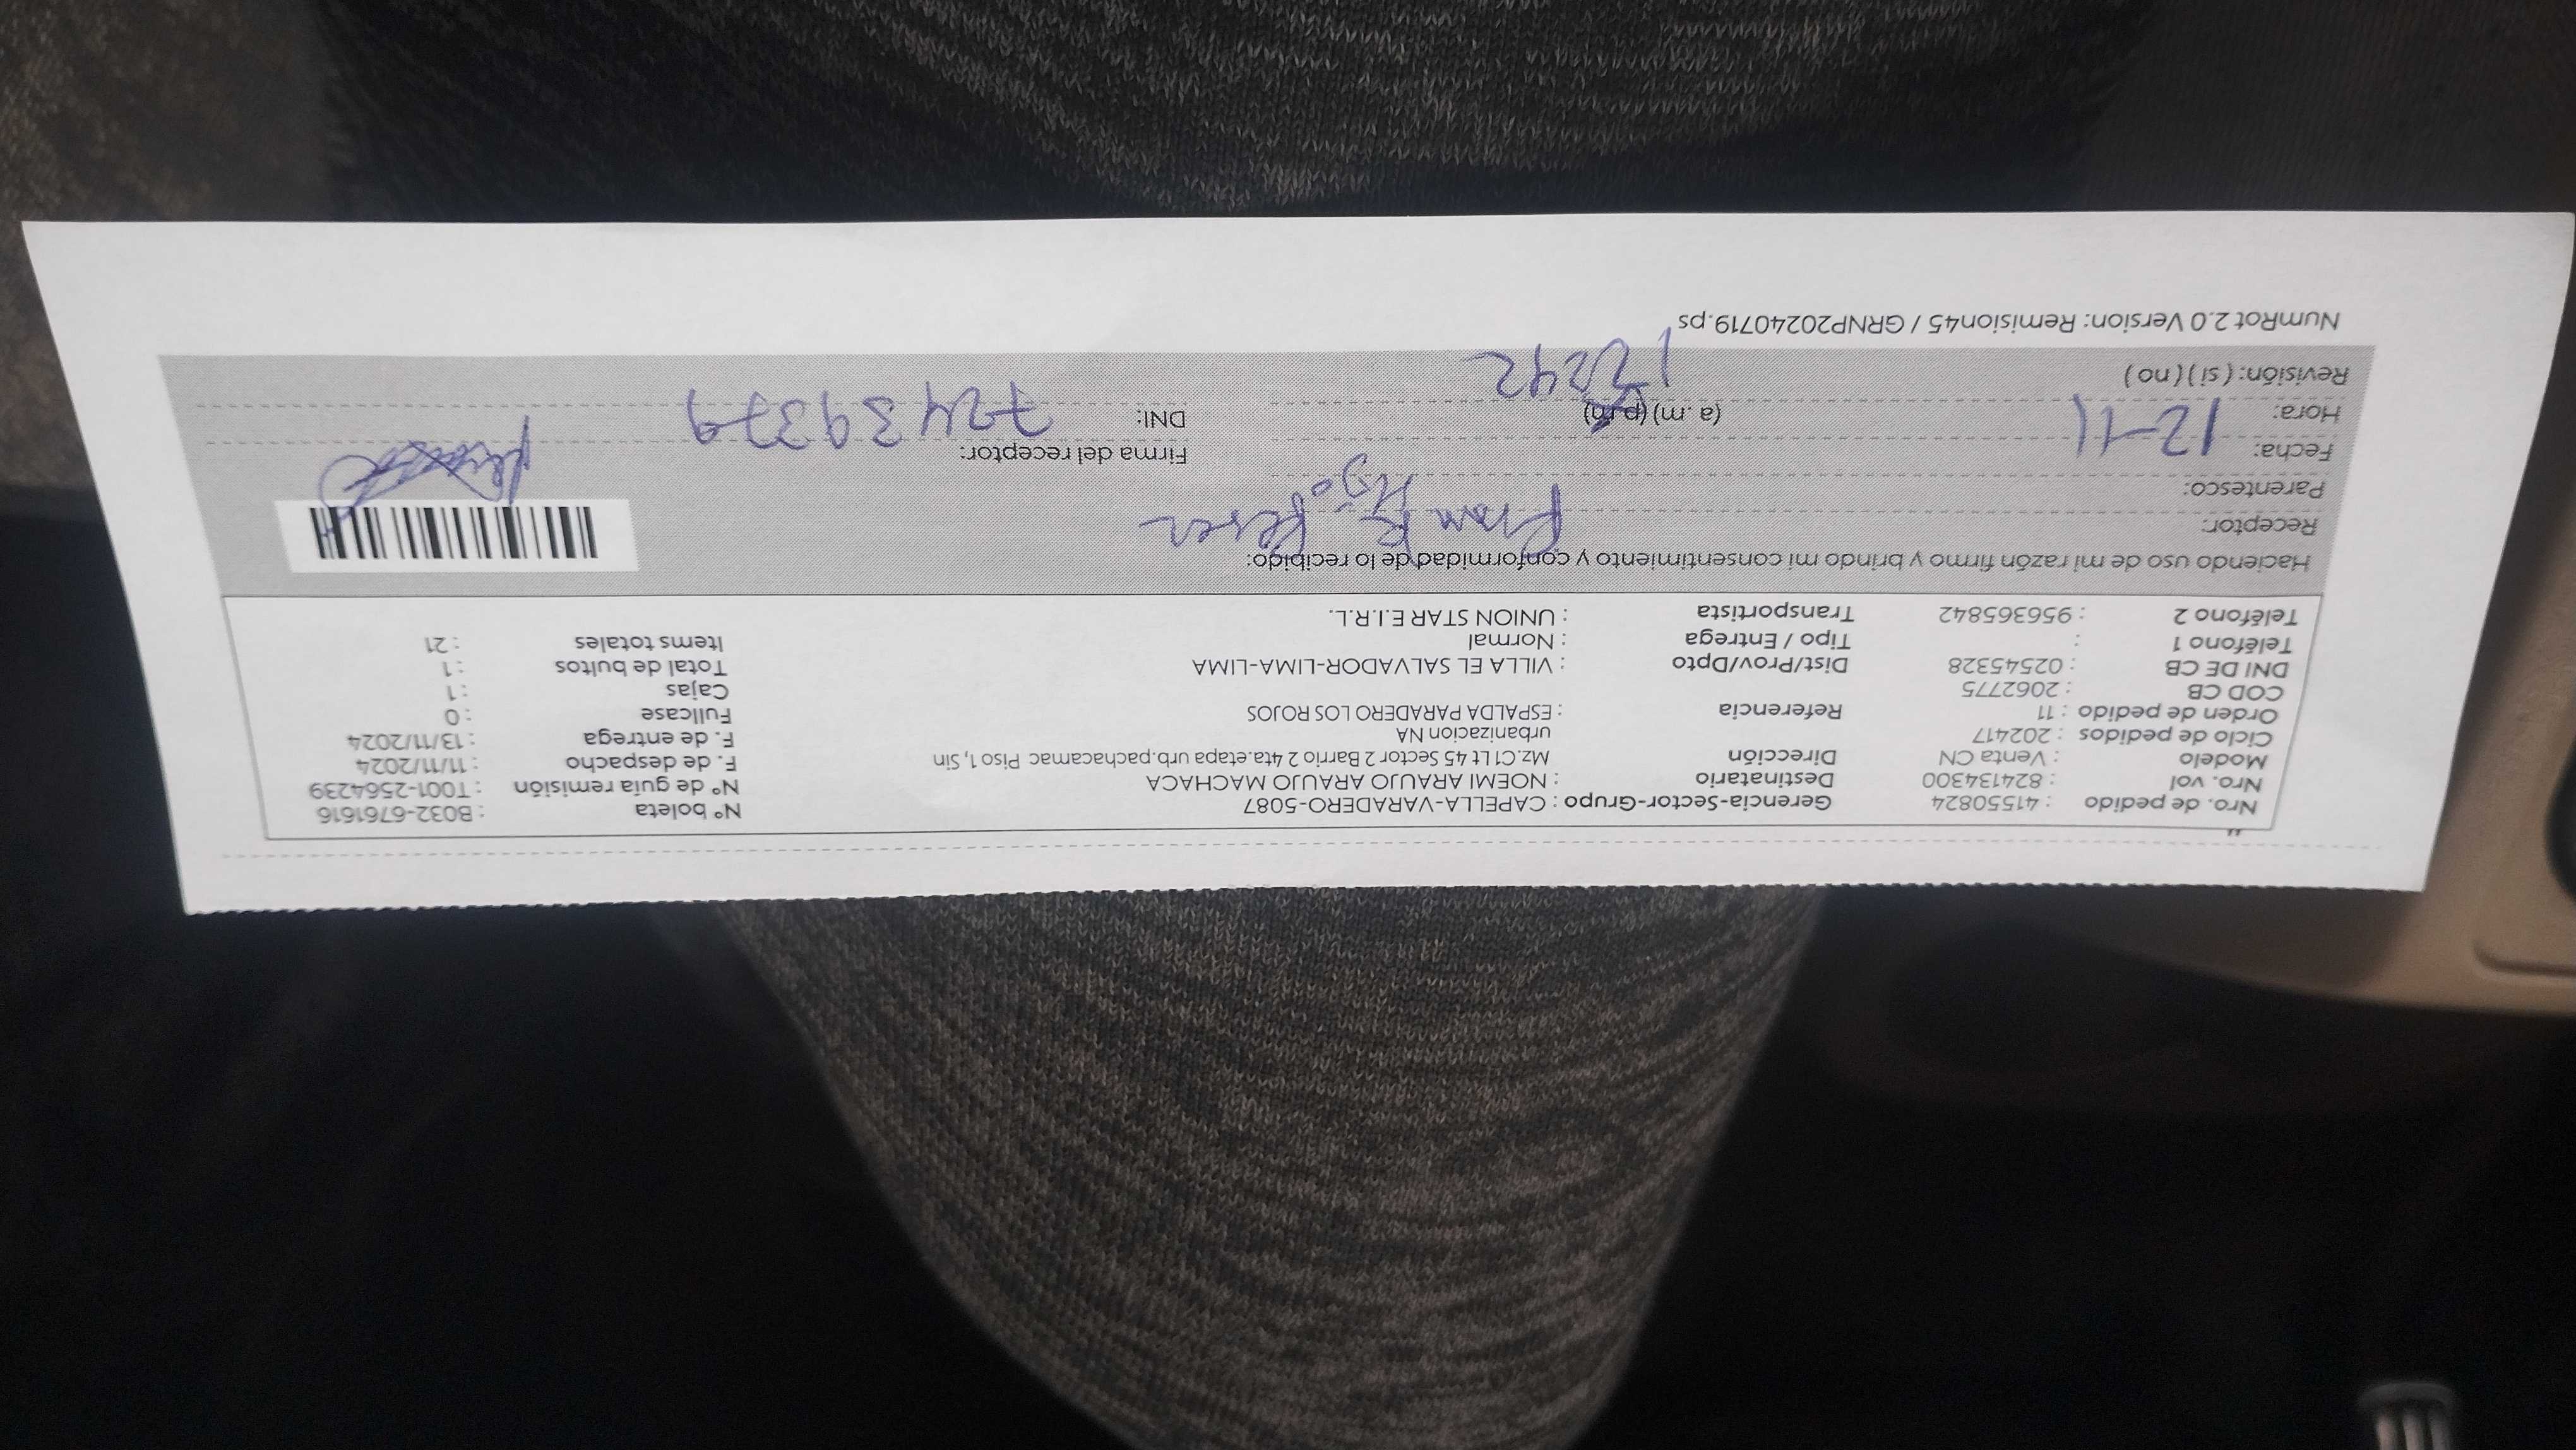 Nro. de pedido : 41550824 Gerencia-Sector-Grupo : CAPELLA-VARADERO-5087 N° boleta : B032-6761616
Nro. vol : 824134300 Destinatario : NOEMI ARAUJO ARAUJO MACHACA N° de guía remisión : T001-2564239
Modelo : Venta CN Dirección Mz.C1 Lt 45 Sector 2 Barrio 2 4ta.etapa urb.pachacamac Piso 1, Sin F. de despacho : 11/11/2024
Ciclo de pedidos : 202417 urbanizacion NA F. de entrega : 13/11/2024
Orden de pedido : 11 Referencia : ESPALDA PARADERO LOS ROJOS Fullcase : 0
COD CB : 2062775 Cajas : 1
DNI DE CB : 02545328 Dist/Prov/Dpto : VILLA EL SALVADOR-LIMA-LIMA Total de bultos : 1
Teléfono 1 : Tipo / Entrega : Normal Items totales : 21
Teléfono 2 : 956365842 Transportista : UNION STAR E.I.R.L.
Haciendo uso de mi razón firmo y brindo mi consentimiento y conformidad de lo recibido:
Receptor:
Parentesco: Hijo
Fecha: 12-11 Firma del receptor:
Hora: (a. m) (p.m) DNI: 72439379
Revisión: ( si ) ( no )
NumRot 2.0 Version: Remision45 / GRNP20240719.ps